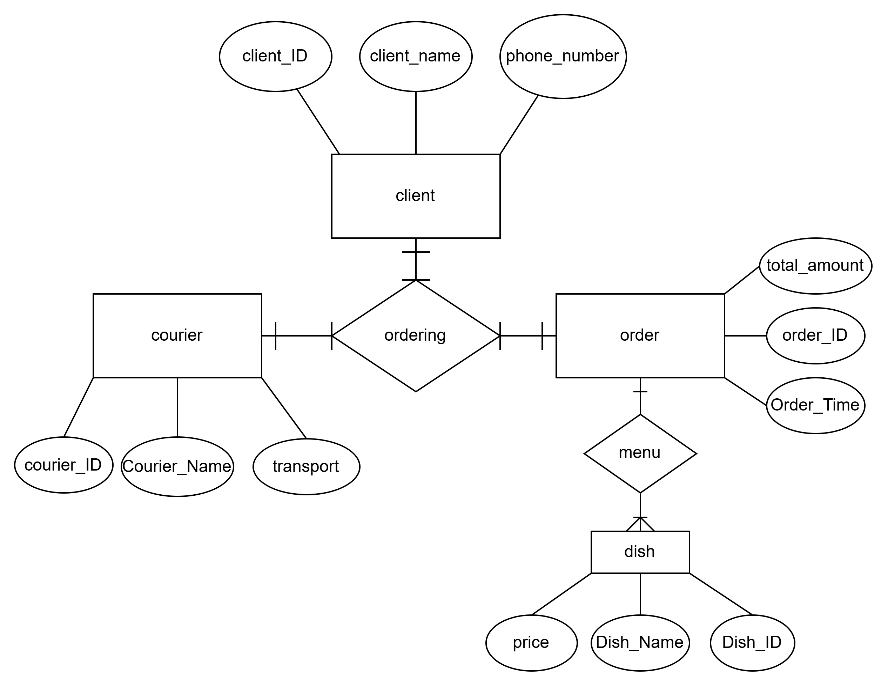 client_ID
client_name
phone_number
client
total_amount
courier
ordering
order
order_ID
Order_Time
courier_ID
Courier_Name
transport
menu
dish
price
Dish_Name
Dish_ID